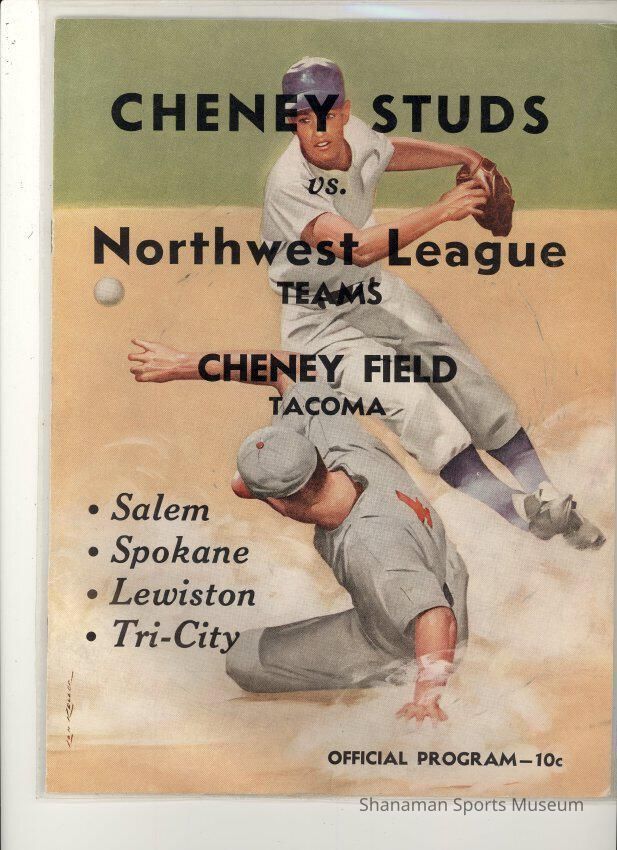 CHENEY STUDS
vs.
Northwest League
TEAMS
CHENEY FIELD
TACOMA
• Salem
• Spokane
• Lewiston
• Tri-City
OFFICIAL PROGRAM—10c
Shanaman Sports Museum